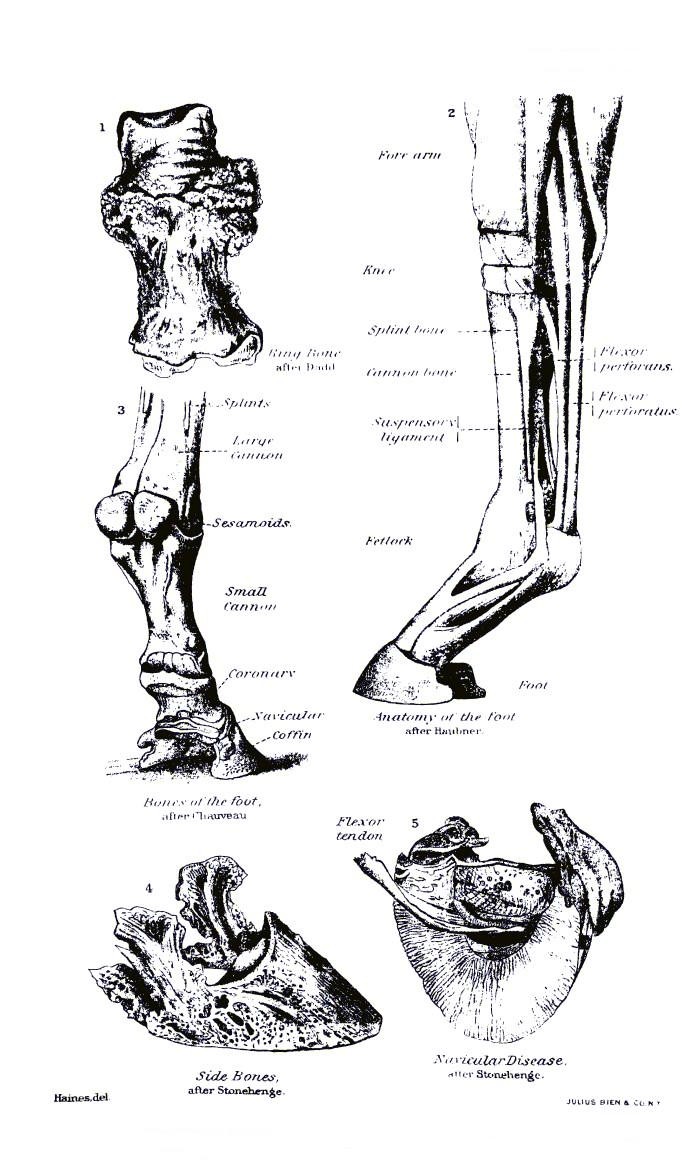 1
Ring Bone
after Dadd.
2
Fore arm
Knee
Splint bone
Cannon bone
Suspensory
ligament
Flexor
perforans.
Flexor
perforatus.
Fetlock
Foot
Anatomy of the foot
after Haubner.
3
Splints
Large
Cannon
Sesamoids.
Small
Cannon
Coronary
Navicular
Coffin
Bones of the foot,
after Chauveau
4
Side Bones,
after Stonehenge.
5
Flexor
tendon
Navicular Disease.
after Stonehenge.
Haines, del.
JULIUS BIEN & CO. N.Y.